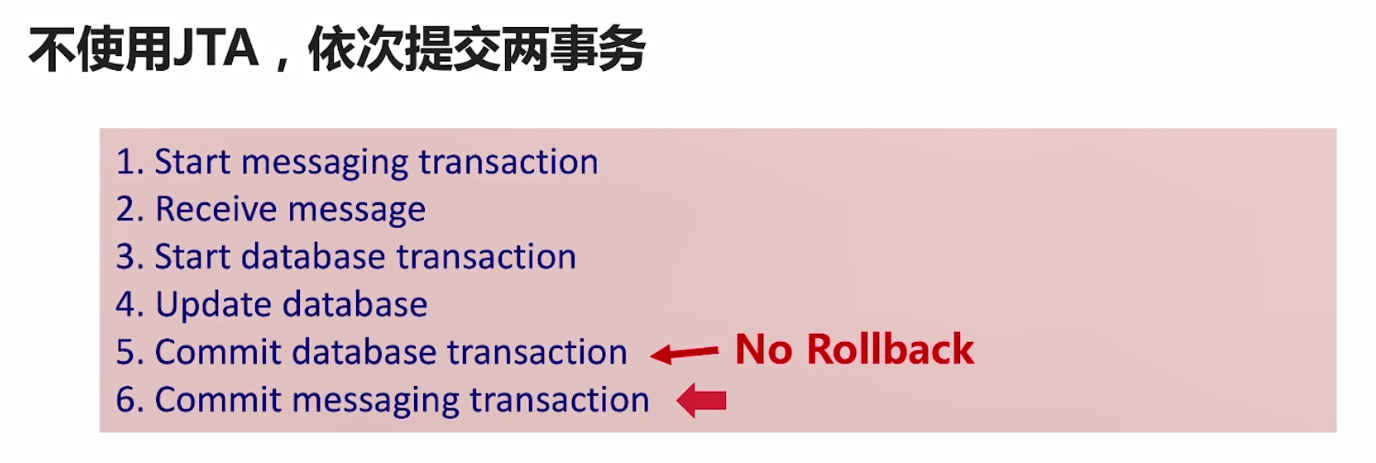 不使用JTA，依次提交两事务
1. Start messaging transaction
2. Receive message
3. Start database transaction
4. Update database
5. Commit database transaction No Rollback
6. Commit messaging transaction